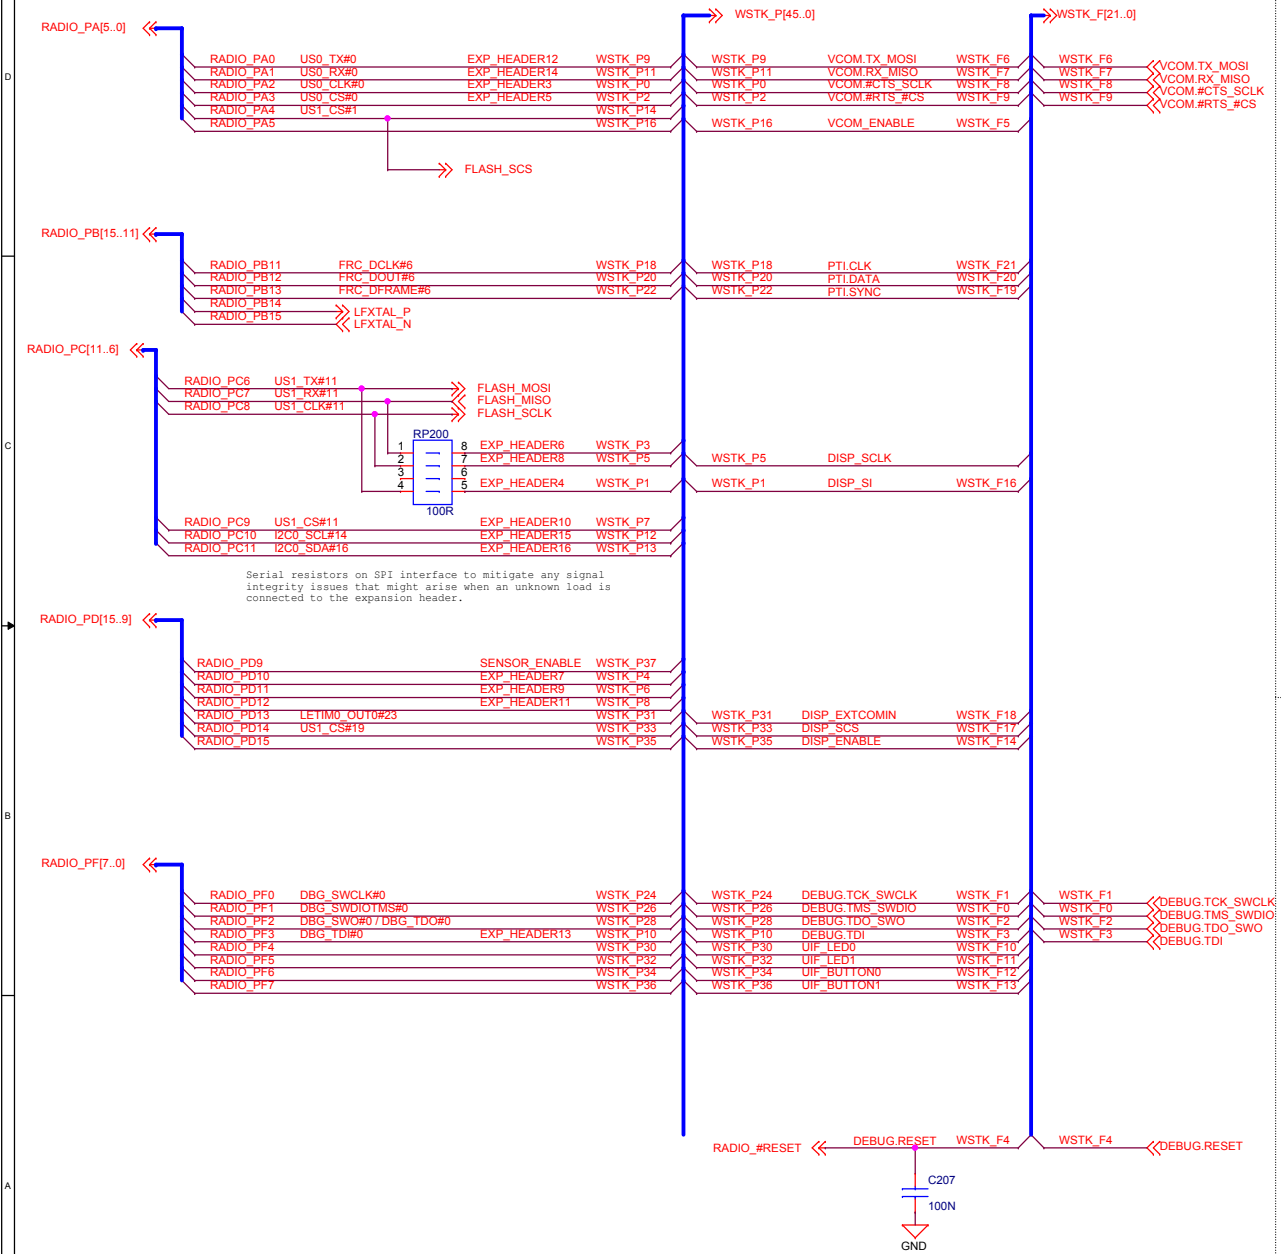 WSTK_P[45..0] WSTK_F[21..0]
RADIO_PA[5..0]
D
RADIO_PA0 US0_TX#0 EXP_HEADER12 WSTK_P9 WSTK_P9 VCOM.TX_MOSI WSTK_F6 WSTK_F6 VCOM.TX_MOSI
RADIO_PA1 US0_RX#0 EXP_HEADER14 WSTK_P11 WSTK_P11 VCOM.RX_MISO WSTK_F7 WSTK_F7 VCOM.RX_MISO
RADIO_PA2 US0_CLK#0 EXP_HEADER3 WSTK_P0 WSTK_P0 VCOM.#CTS_SCLK WSTK_F8 WSTK_F8 VCOM.#CTS_SCLK
RADIO_PA3 US0_CS#0 EXP_HEADER5 WSTK_P2 WSTK_P2 VCOM.#RTS_#CS WSTK_F9 WSTK_F9 VCOM.#RTS_#CS
RADIO_PA4 US1_CS#1 WSTK_P14
RADIO_PA5 WSTK_P16 WSTK_P16 VCOM_ENABLE WSTK_F5
FLASH_SCS
RADIO_PB[15..11]
RADIO_PB11 FRC_DCLK#6 WSTK_P18 WSTK_P18 PTI.CLK WSTK_F21
RADIO_PB12 FRC_DOUT#6 WSTK_P20 WSTK_P20 PTI.DATA WSTK_F20
RADIO_PB13 FRC_DFRAME#6 WSTK_P22 WSTK_P22 PTI.SYNC WSTK_F19
RADIO_PB14 LFXTAL_P
RADIO_PB15 LFXTAL_N
RADIO_PC[11..6]
RADIO_PC6 US1_TX#11 FLASH_MOSI
RADIO_PC7 US1_RX#11 FLASH_MISO
RADIO_PC8 US1_CLK#11 FLASH_SCLK
C
RP200
1 8 EXP_HEADER6 WSTK_P3
2 7 EXP_HEADER8 WSTK_P5 WSTK_P5 DISP_SCLK
3 6
4 5 EXP_HEADER4 WSTK_P1 WSTK_P1 DISP_SI WSTK_F16
100R
RADIO_PC9 US1_CS#11 EXP_HEADER10 WSTK_P7
RADIO_PC10 I2C0_SCL#14 EXP_HEADER15 WSTK_P12
RADIO_PC11 I2C0_SDA#16 EXP_HEADER16 WSTK_P13
Serial resistors on SPI interface to mitigate any signal
integrity issues that might arise when an unknown load is
connected to the expansion header.
RADIO_PD[15..9]
RADIO_PD9 SENSOR_ENABLE WSTK_P37
RADIO_PD10 EXP_HEADER7 WSTK_P4
RADIO_PD11 EXP_HEADER9 WSTK_P6
RADIO_PD12 EXP_HEADER11 WSTK_P8
RADIO_PD13 LETIM0_OUT0#23 WSTK_P31 WSTK_P31 DISP_EXTCOMIN WSTK_F18
RADIO_PD14 US1_CS#19 WSTK_P33 WSTK_P33 DISP_SCS WSTK_F17
RADIO_PD15 WSTK_P35 WSTK_P35 DISP_ENABLE WSTK_F14
B
RADIO_PF[7..0]
RADIO_PF0 DBG_SWCLK#0 WSTK_P24 WSTK_P24 DEBUG.TCK_SWCLK WSTK_F1 WSTK_F1 DEBUG.TCK_SWCLK
RADIO_PF1 DBG_SWDIOTMS#0 WSTK_P26 WSTK_P26 DEBUG.TMS_SWDIO WSTK_F0 WSTK_F0 DEBUG.TMS_SWDIO
RADIO_PF2 DBG_SWO#0 / DBG_TDO#0 WSTK_P28 WSTK_P28 DEBUG.TDO_SWO WSTK_F2 WSTK_F2 DEBUG.TDO_SWO
RADIO_PF3 DBG_TDI#0 EXP_HEADER13 WSTK_P10 WSTK_P10 DEBUG.TDI WSTK_F3 WSTK_F3 DEBUG.TDI
RADIO_PF4 WSTK_P30 WSTK_P30 UIF_LED0 WSTK_F10
RADIO_PF5 WSTK_P32 WSTK_P32 UIF_LED1 WSTK_F11
RADIO_PF6 WSTK_P34 WSTK_P34 UIF_BUTTON0 WSTK_F12
RADIO_PF7 WSTK_P36 WSTK_P36 UIF_BUTTON1 WSTK_F13
RADIO_#RESET DEBUG.RESET WSTK_F4 WSTK_F4 DEBUG.RESET
A
C207
100N
GND